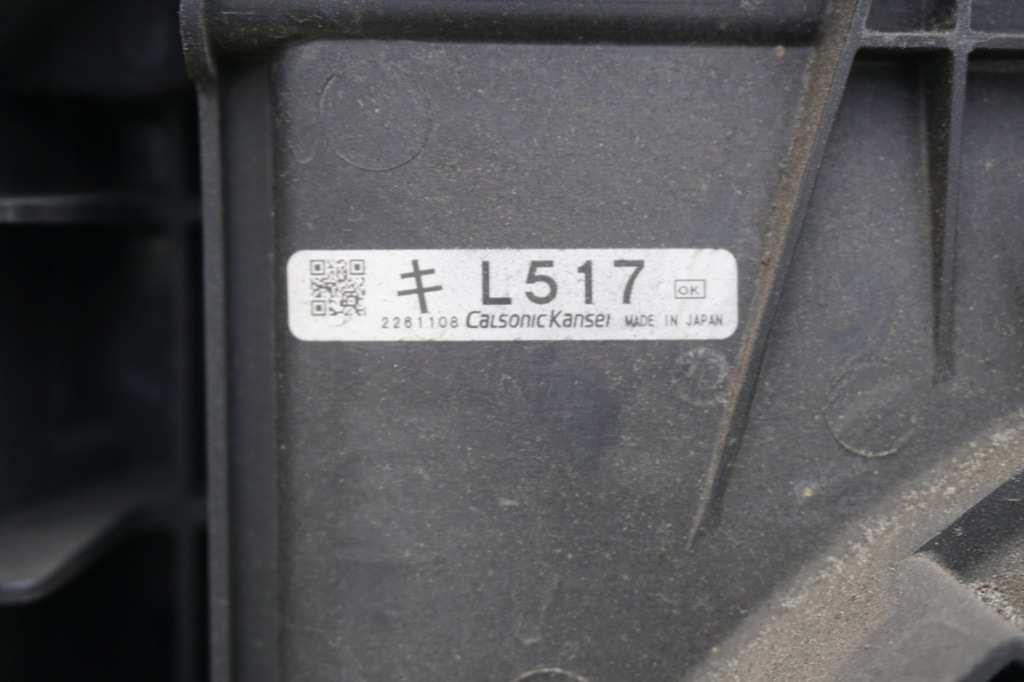 キ L517 OK
2261108 CalsonicKansei MADE IN JAPAN